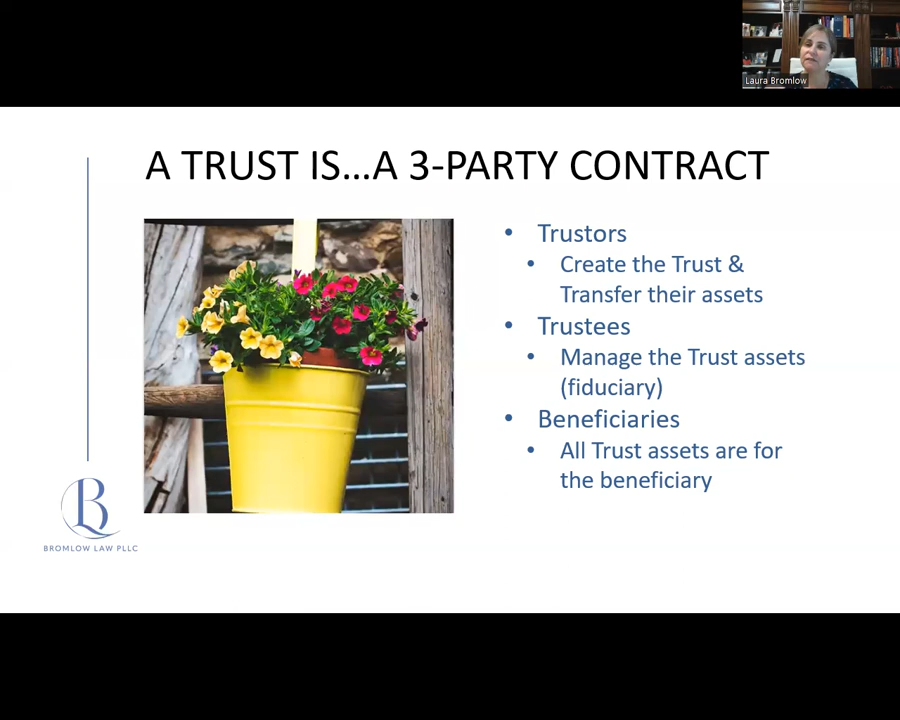 Laura Bromlow
A TRUST IS...A 3-PARTY CONTRACT
• Trustors
• Create the Trust &
Transfer their assets
• Trustees
• Manage the Trust assets
(fiduciary)
• Beneficiaries
• All Trust assets are for
the beneficiary
B
BROMLOW LAW PLLC